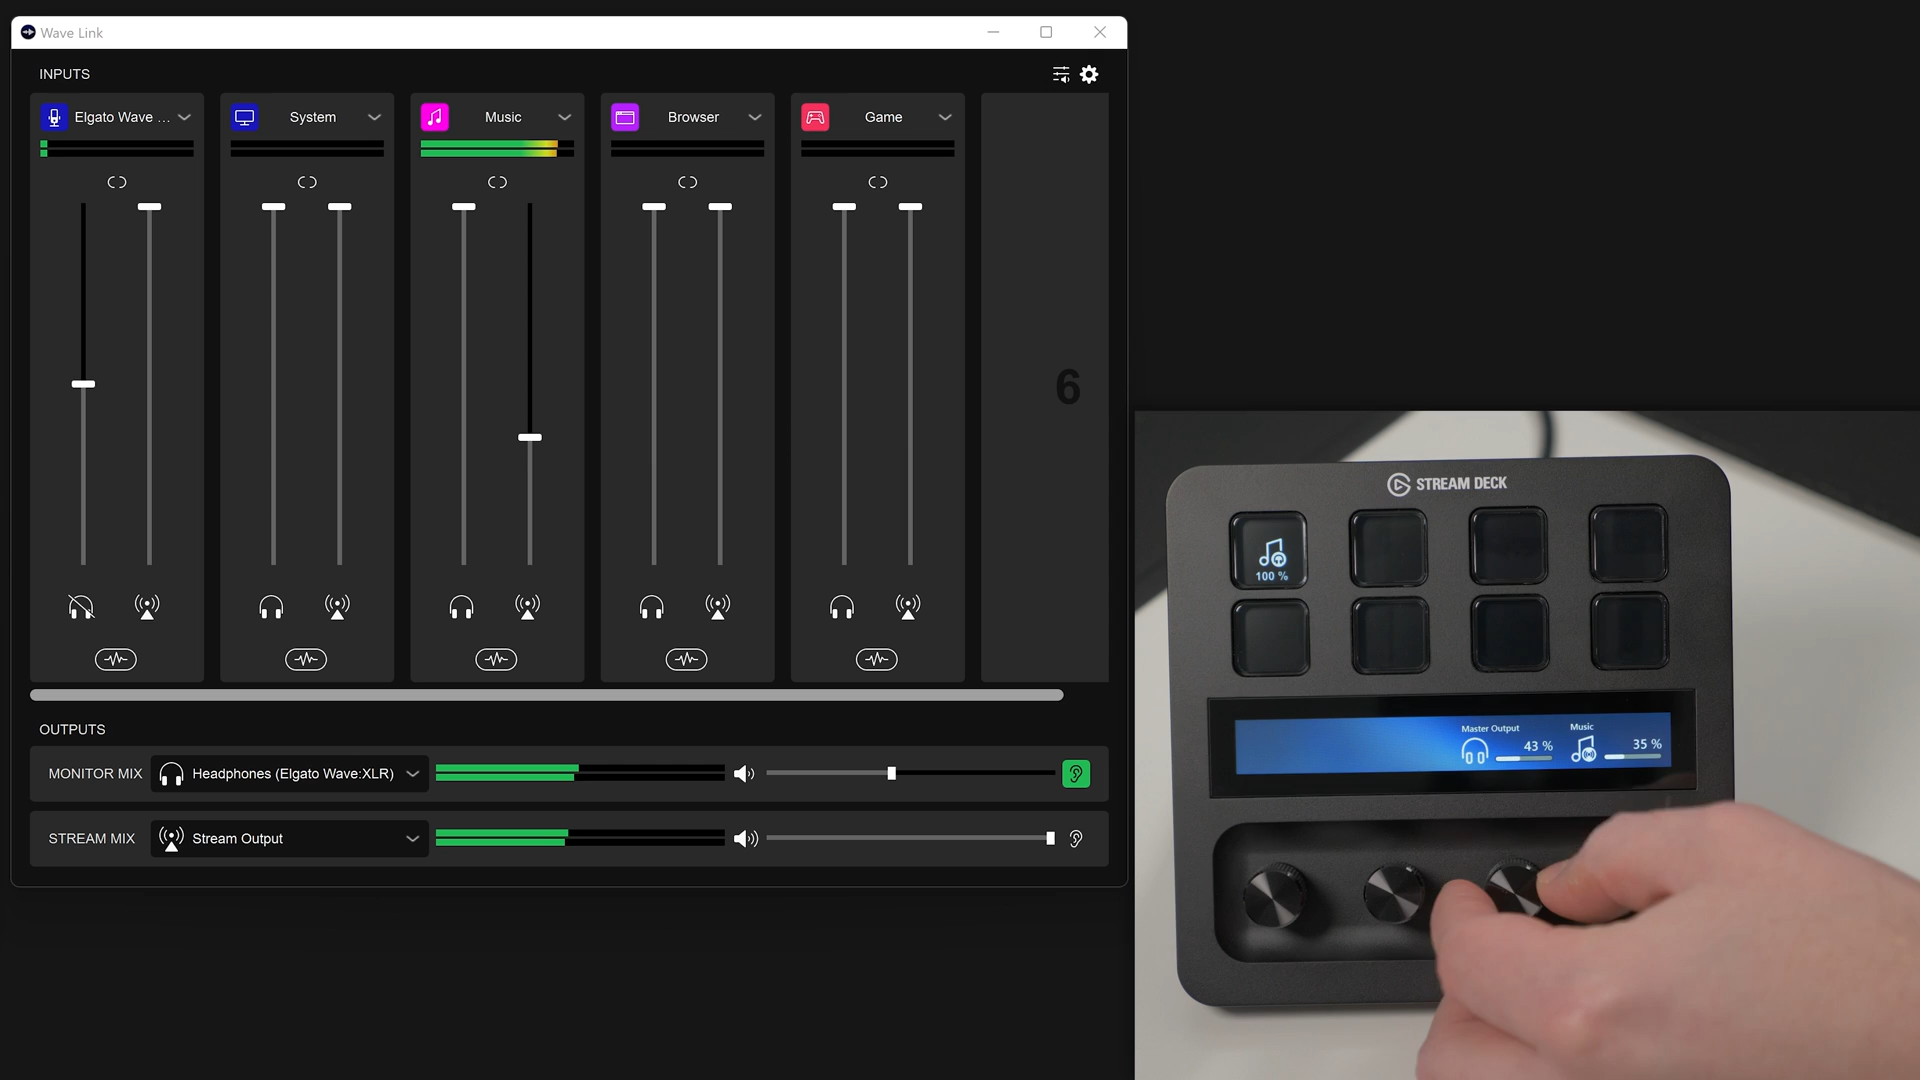 Wave Link
INPUTS
Elgato Wave ...
System
Music
Browser
Game
6
OUTPUTS
MONITOR MIX
Headphones (Elgato Wave:XLR)
STREAM MIX
Stream Output
STREAM DECK
100 %
Master Output
43 %
Music
35 %